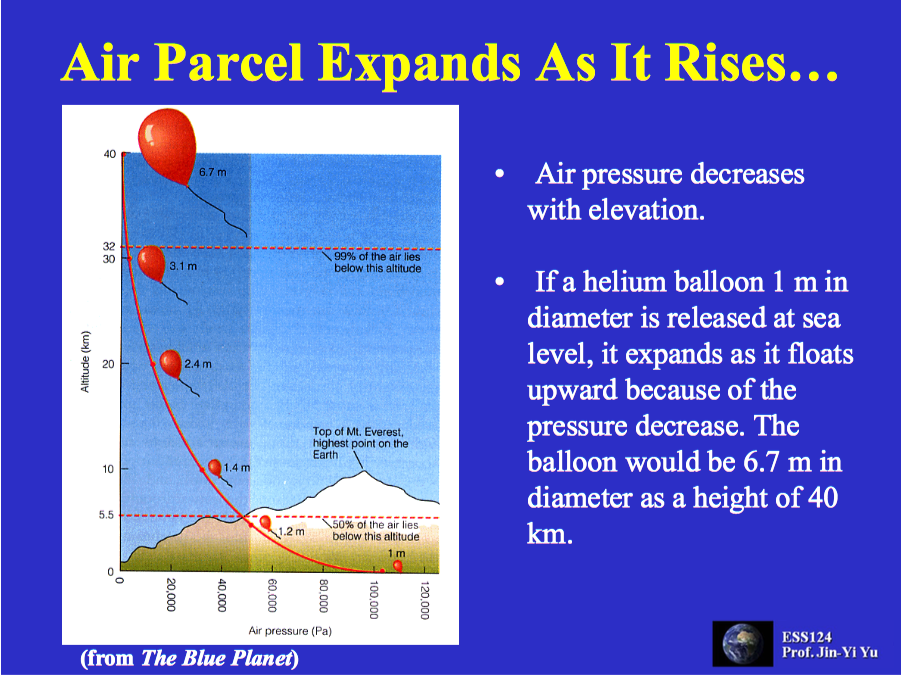 Air Parcel Expands As It Rises…
40
6.7 m
32
99% of the air lies
below this altitude
30
3.1 m
Altitude (km)
20
2.4 m
Top of Mt. Everest,
highest point on the
Earth
10
1.4 m
5.5
50% of the air lies
below this altitude
1.2 m
1 m
0
0
20,000
40,000
60,000
80,000
100,000
120,000
Air pressure (Pa)
(from The Blue Planet)
• Air pressure decreases
with elevation.
• If a helium balloon 1 m in
diameter is released at sea
level, it expands as it floats
upward because of the
pressure decrease. The
balloon would be 6.7 m in
diameter as a height of 40
km.
ESS124
Prof. Jin-Yi Yu